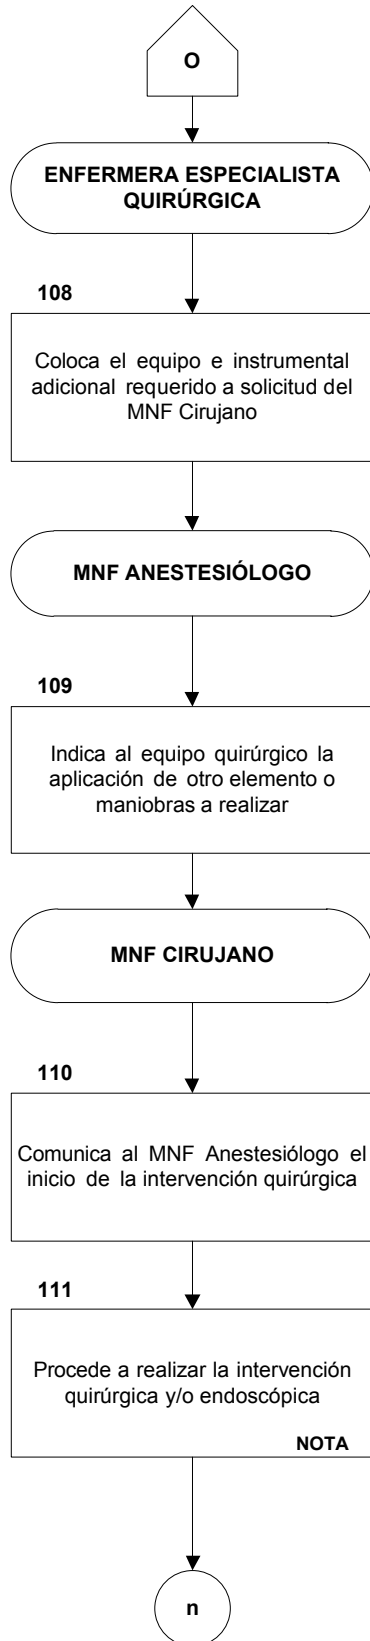 O
ENFERMERA ESPECIALISTA
QUIRÚRGICA
108
Coloca el equipo e instrumental
adicional requerido a solicitud del
MNF Cirujano
MNF ANESTESIÓLOGO
109
Indica al equipo quirúrgico la
aplicación de otro elemento o
maniobras a realizar
MNF CIRUJANO
110
Comunica al MNF Anestesiólogo el
inicio de la intervención quirúrgica
111
Procede a realizar la intervención
quirúrgica y/o endoscópica
NOTA
n